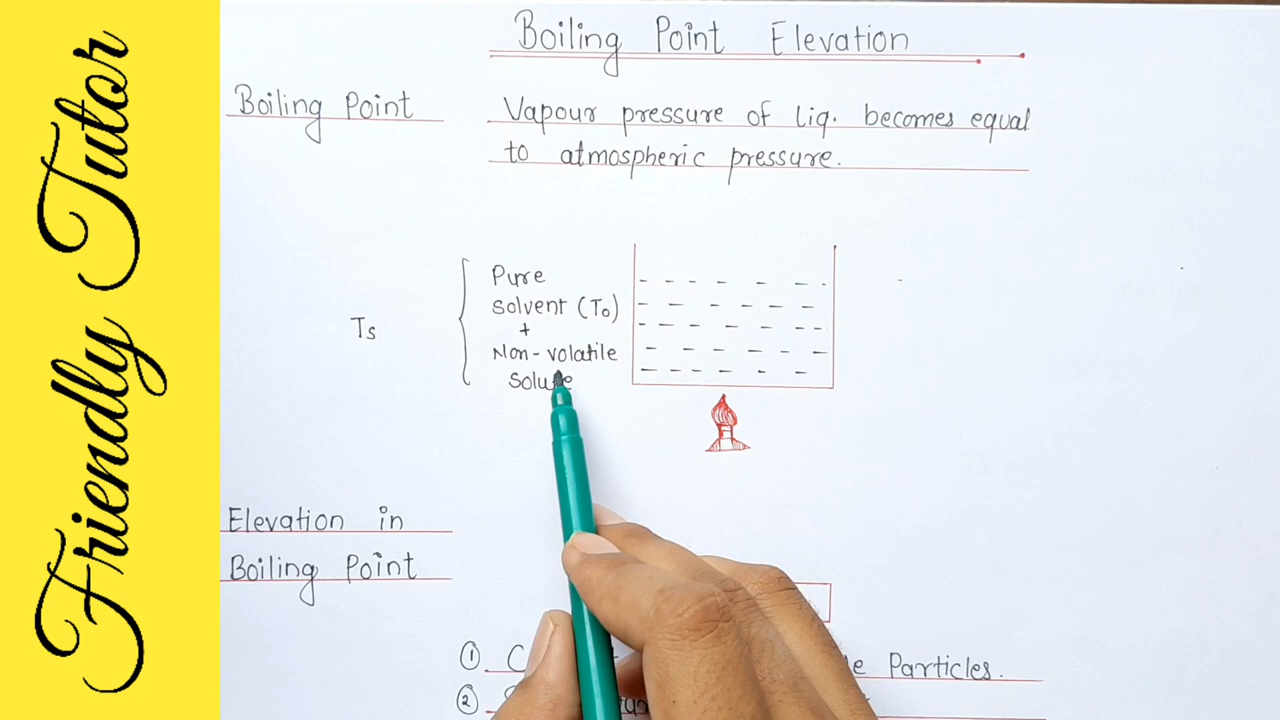 Friendly Tutor
Boiling Point Elevation
Boiling Point
Vapour pressure of Liq. becomes equal
to atmospheric pressure.
Ts
Pure
Solvent (To)
+
Non-volatile
Solute
Elevation in
Boiling Point
① Particles.
②